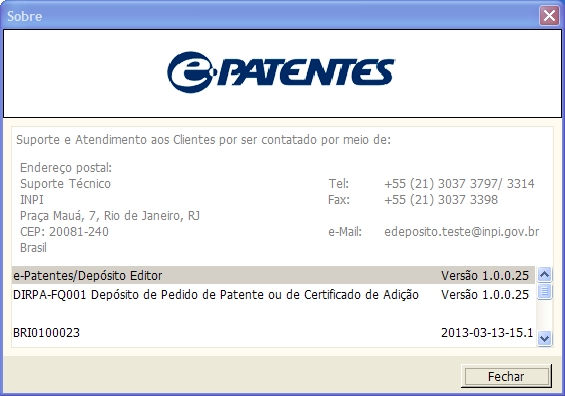 Sobre
e-PATENTES
Suporte e Atendimento aos Clientes por ser contatado por meio de:
Endereço postal:
Suporte Técnico Tel: +55 (21) 3037 3797/ 3314
INPI Fax: +55 (21) 3037 3398
Praça Mauá, 7, Rio de Janeiro, RJ
CEP: 20081-240 e-Mail: edeposito.teste@inpi.gov.br
Brasil
e-Patentes/Depósito Editor Versão 1.0.0.25
DIRPA-FQ001 Depósito de Pedido de Patente ou de Certificado de Adição Versão 1.0.0.25
BRI0100023 2013-03-13-15.1
Fechar